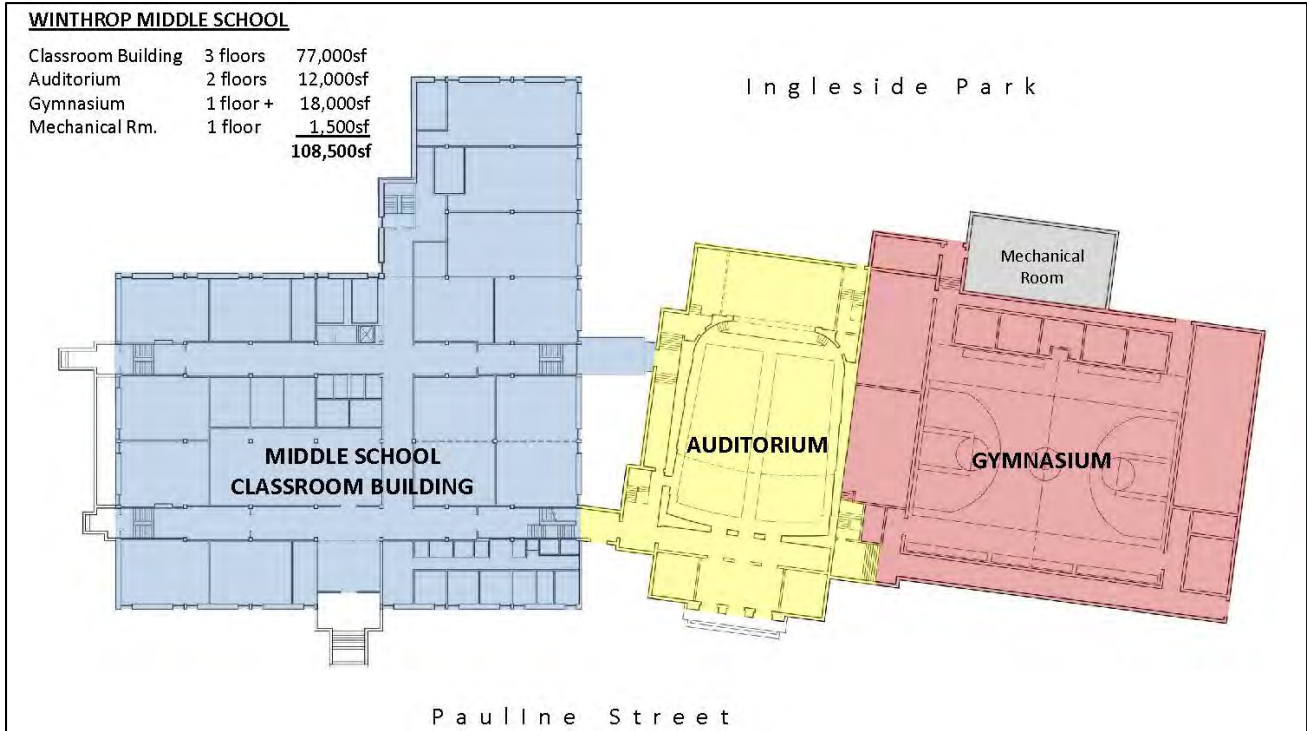 WINTHROP MIDDLE SCHOOL
Classroom Building 3 floors 77,000sf
Auditorium 2 floors 12,000sf
Gymnasium 1 floor + 18,000sf
Mechanical Rm. 1 floor 1,500sf
108,500sf
Ingleside Park
Mechanical
Room
AUDITORIUM
GYMNASIUM
MIDDLE SCHOOL
CLASSROOM BUILDING
Pauline Street